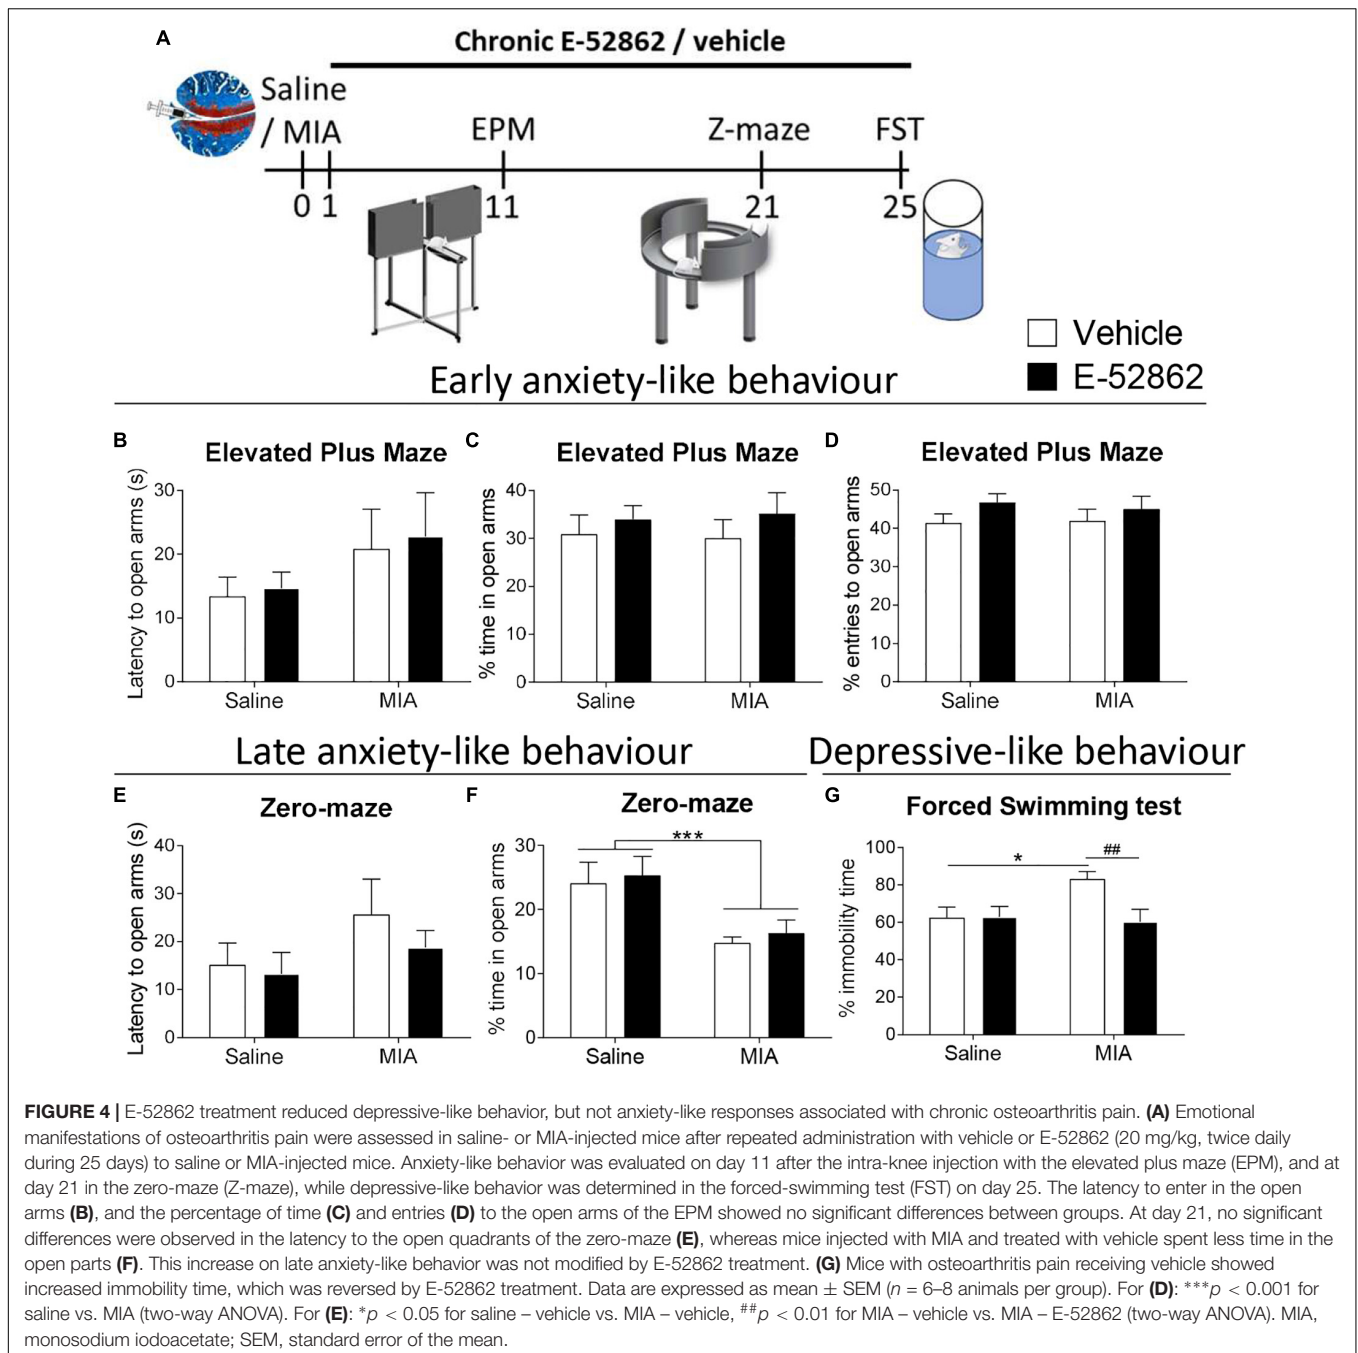 A
Chronic E-52862 / vehicle
Saline
/ MIA
EPM
Z-maze
FST
0 1
11
21
25
Vehicle
E-52862
Early anxiety-like behaviour
B
Elevated Plus Maze
Latency to open arms (s)
30
20
10
0
Saline
MIA
C
Elevated Plus Maze
% time in open arms
40
30
20
10
0
Saline
MIA
D
Elevated Plus Maze
% entries to open arms
50
40
30
20
10
0
Saline
MIA
Late anxiety-like behaviour
Depressive-like behaviour
E
Zero-maze
Latency to open arms (s)
40
30
20
10
0
Saline
MIA
F
Zero-maze
% time in open arms
30
20
10
0
***
Saline
MIA
G
Forced Swimming test
% immobility time
100
80
60
40
20
0
*
##
Saline
MIA
FIGURE 4 | E-52862 treatment reduced depressive-like behavior, but not anxiety-like responses associated with chronic osteoarthritis pain. (A) Emotional
manifestations of osteoarthritis pain were assessed in saline- or MIA-injected mice after repeated administration with vehicle or E-52862 (20 mg/kg, twice daily
during 25 days) to saline or MIA-injected mice. Anxiety-like behavior was evaluated on day 11 after the intra-knee injection with the elevated plus maze (EPM), and at
day 21 in the zero-maze (Z-maze), while depressive-like behavior was determined in the forced-swimming test (FST) on day 25. The latency to enter in the open
arms (B), and the percentage of time (C) and entries (D) to the open arms of the EPM showed no significant differences between groups. At day 21, no significant
differences were observed in the latency to the open quadrants of the zero-maze (E), whereas mice injected with MIA and treated with vehicle spent less time in the
open parts (F). This increase on late anxiety-like behavior was not modified by E-52862 treatment. (G) Mice with osteoarthritis pain receiving vehicle showed
increased immobility time, which was reversed by E-52862 treatment. Data are expressed as mean ± SEM (n = 6–8 animals per group). For (D): ***p < 0.001 for
saline vs. MIA (two-way ANOVA). For (E): *p < 0.05 for saline – vehicle vs. MIA – vehicle, ##p < 0.01 for MIA – vehicle vs. MIA – E-52862 (two-way ANOVA). MIA,
monosodium iodoacetate; SEM, standard error of the mean.